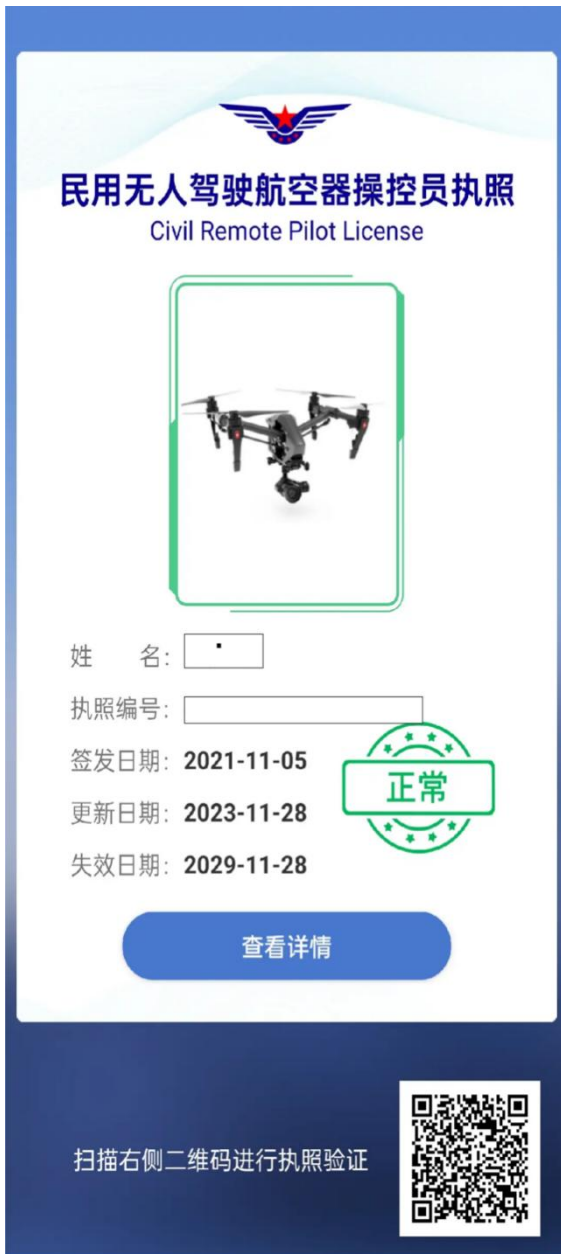 民用无人驾驶航空器操控员执照
Civil Remote Pilot License
姓 名:
执照编号:
签发日期: 2021-11-05
更新日期: 2023-11-28
正常
失效日期: 2029-11-28
查看详情
扫描右侧二维码进行执照验证